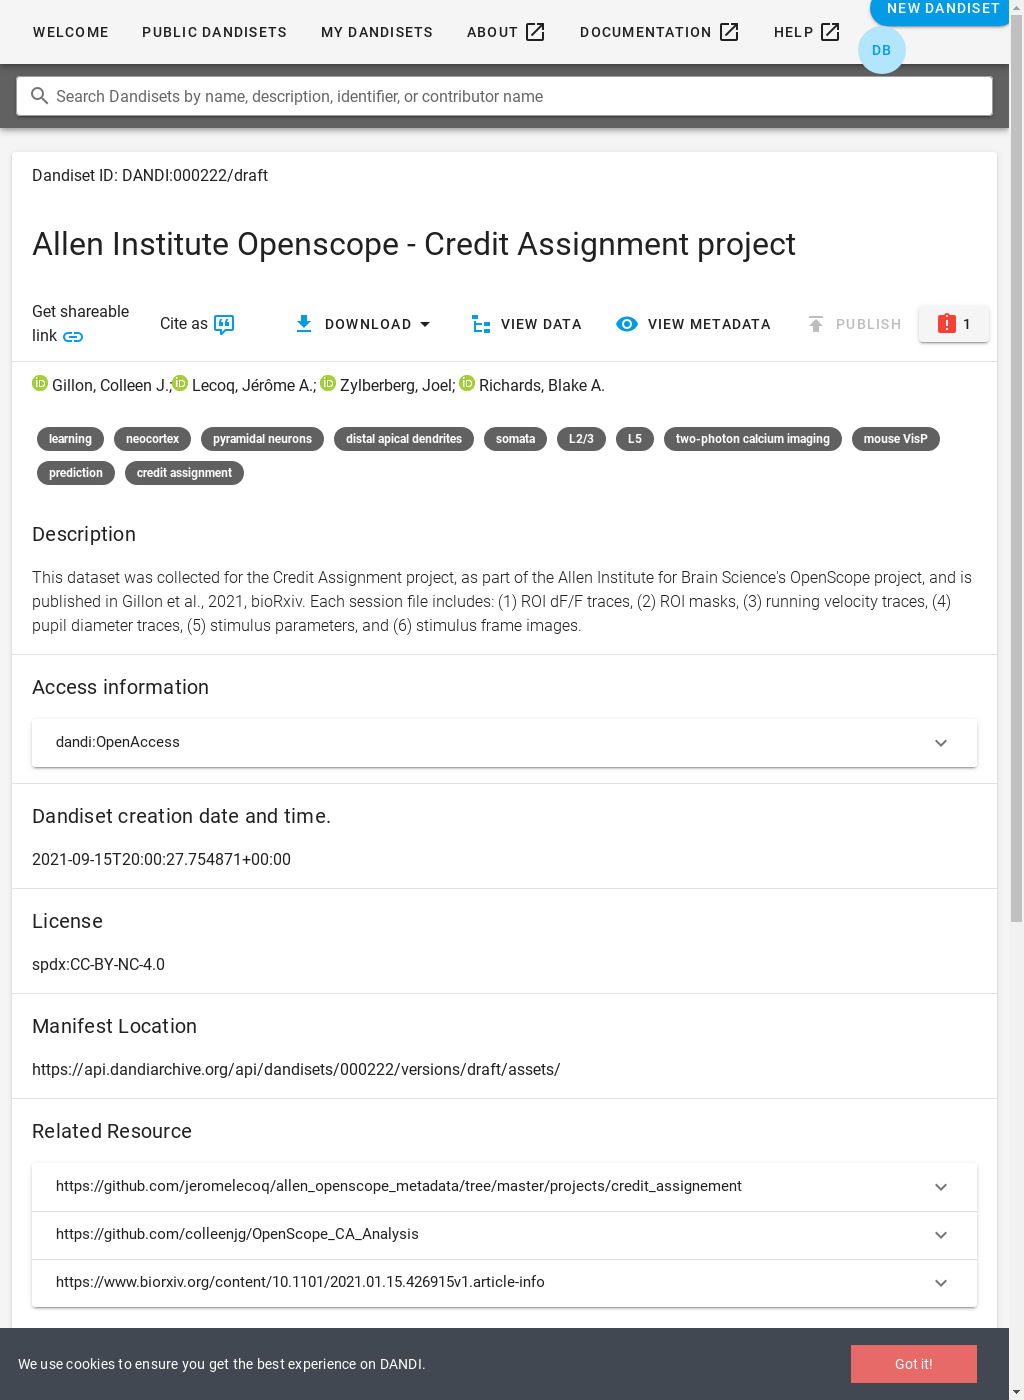 WELCOME PUBLIC DANDISETS MY DANDISETS ABOUT DOCUMENTATION HELP NEW DANDISET
DB
Search Dandisets by name, description, identifier, or contributor name
Dandiset ID: DANDI:000222/draft
Allen Institute Openscope - Credit Assignment project
Get shareable
link Cite as DOWNLOAD VIEW DATA VIEW METADATA PUBLISH 1
Gillon, Colleen J.; Lecoq, Jérôme A.; Zylberberg, Joel; Richards, Blake A.
learning neocortex pyramidal neurons distal apical dendrites somata L2/3 L5 two-photon calcium imaging mouse VisP
prediction credit assignment
Description
This dataset was collected for the Credit Assignment project, as part of the Allen Institute for Brain Science's OpenScope project, and is
published in Gillon et al., 2021, bioRxiv. Each session file includes: (1) ROI dF/F traces, (2) ROI masks, (3) running velocity traces, (4)
pupil diameter traces, (5) stimulus parameters, and (6) stimulus frame images.
Access information
dandi:OpenAccess
Dandiset creation date and time.
2021-09-15T20:00:27.754871+00:00
License
spdx:CC-BY-NC-4.0
Manifest Location
https://api.dandiarchive.org/api/dandisets/000222/versions/draft/assets/
Related Resource
https://github.com/jeromelecoq/allen_openscope_metadata/tree/master/projects/credit_assignement
https://github.com/colleenjg/OpenScope_CA_Analysis
https://www.biorxiv.org/content/10.1101/2021.01.15.426915v1.article-info
We use cookies to ensure you get the best experience on DANDI. Got it!